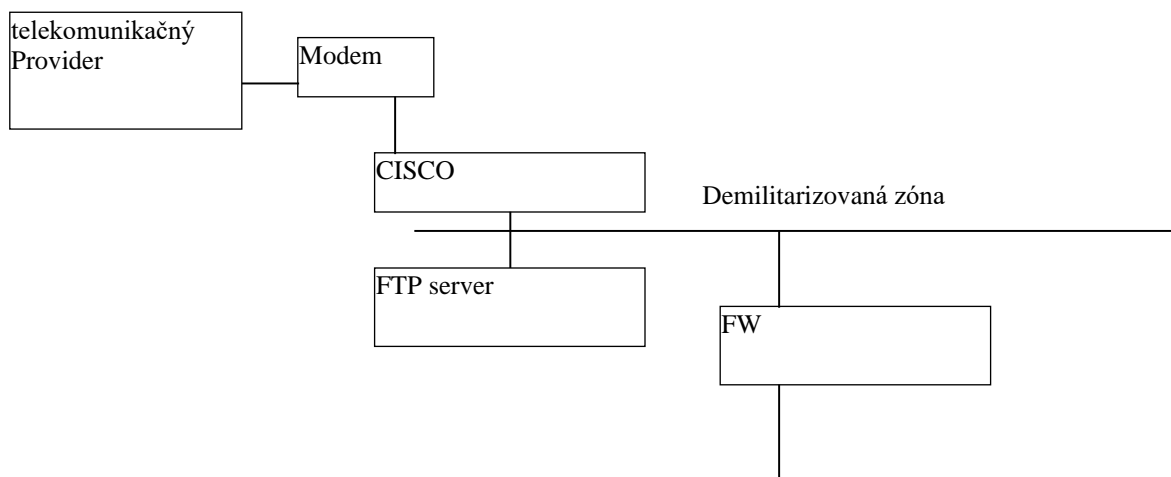 telekomunikačný
Provider
Modem
CISCO
Demilitarizovaná zóna
FTP server
FW